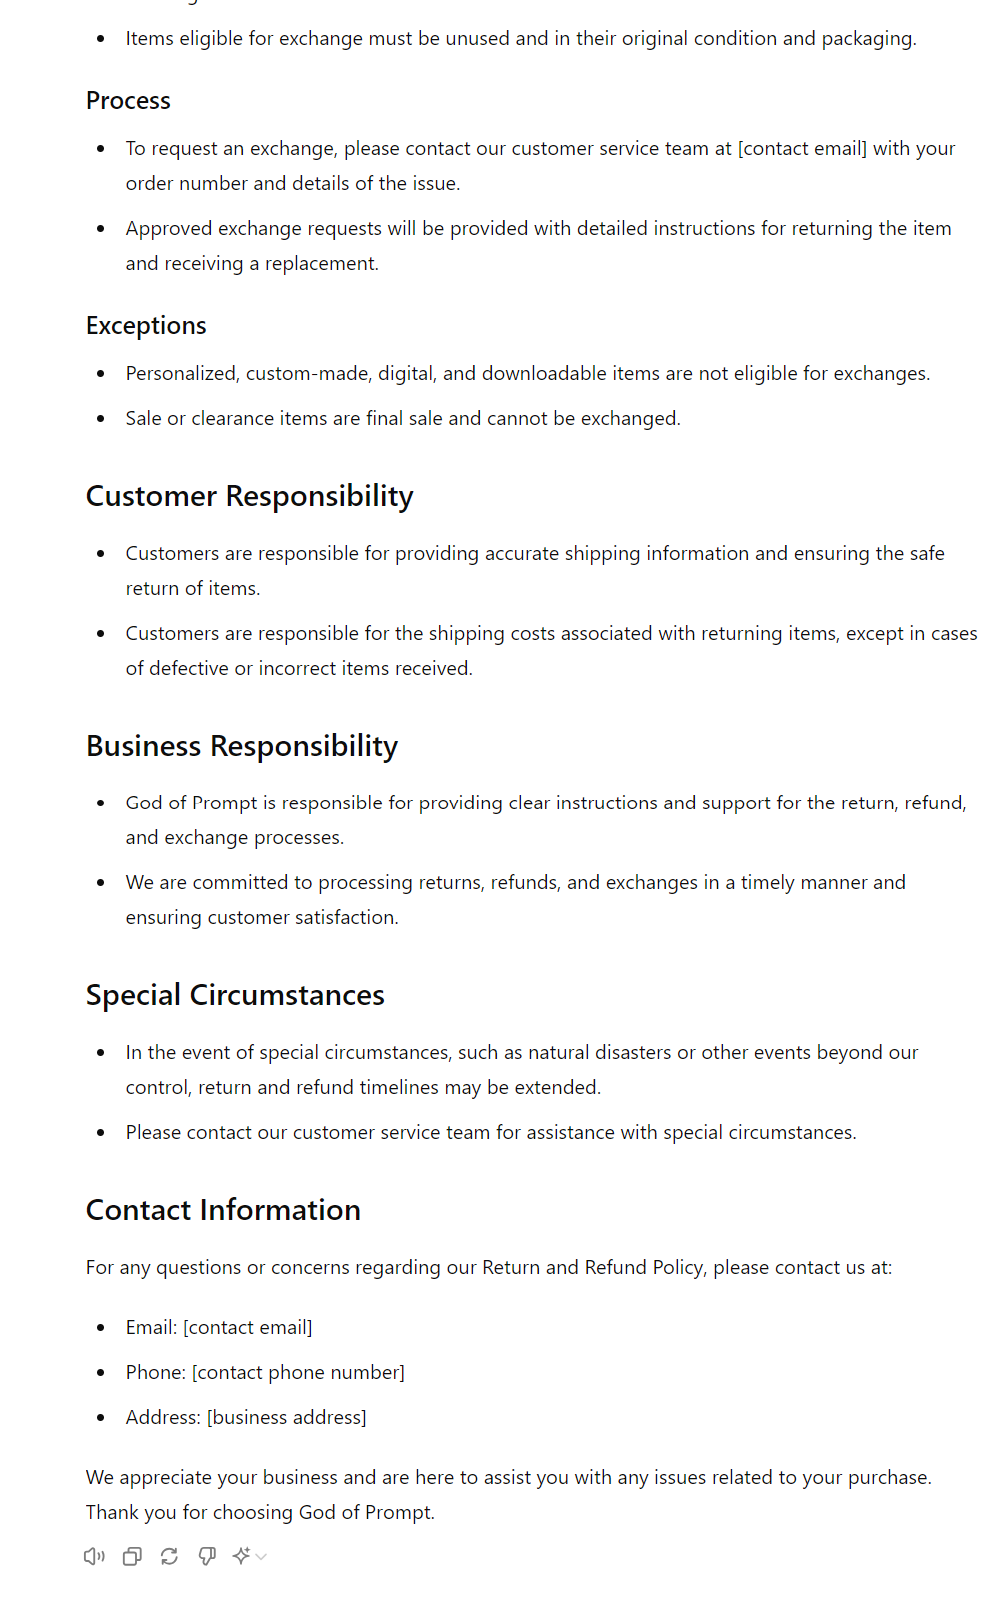 • Items eligible for exchange must be unused and in their original condition and packaging.
Process
• To request an exchange, please contact our customer service team at [contact email] with your
order number and details of the issue.
• Approved exchange requests will be provided with detailed instructions for returning the item
and receiving a replacement.
Exceptions
• Personalized, custom-made, digital, and downloadable items are not eligible for exchanges.
• Sale or clearance items are final sale and cannot be exchanged.
Customer Responsibility
• Customers are responsible for providing accurate shipping information and ensuring the safe
return of items.
• Customers are responsible for the shipping costs associated with returning items, except in cases
of defective or incorrect items received.
Business Responsibility
• God of Prompt is responsible for providing clear instructions and support for the return, refund,
and exchange processes.
• We are committed to processing returns, refunds, and exchanges in a timely manner and
ensuring customer satisfaction.
Special Circumstances
• In the event of special circumstances, such as natural disasters or other events beyond our
control, return and refund timelines may be extended.
• Please contact our customer service team for assistance with special circumstances.
Contact Information
For any questions or concerns regarding our Return and Refund Policy, please contact us at:
• Email: [contact email]
• Phone: [contact phone number]
• Address: [business address]
We appreciate your business and are here to assist you with any issues related to your purchase.
Thank you for choosing God of Prompt.